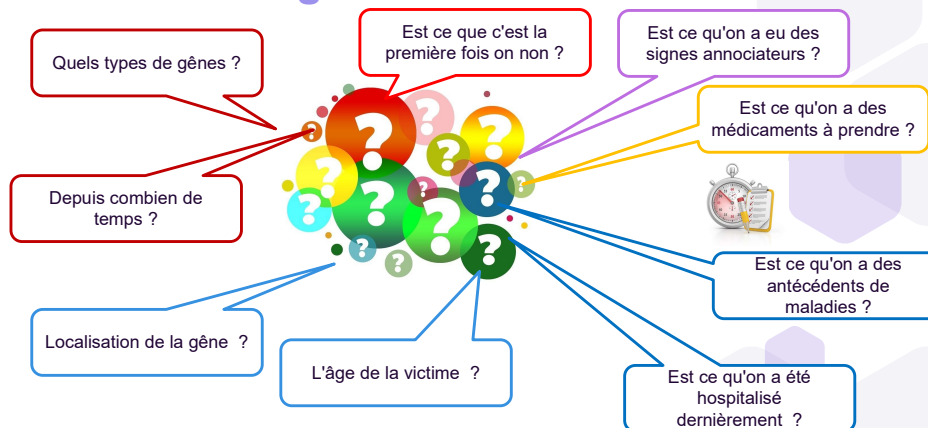 Quels types de gênes ?
Est ce que c'est la
première fois on non ?
Est ce qu'on a eu des
signes annociateurs ?
Est ce qu'on a des
médicaments à prendre ?
Depuis combien de
temps ?
Est ce qu'on a des
antécédents de
maladies ?
Localisation de la gêne ?
L'âge de la victime ?
Est ce qu'on a été
hospitalisé
dernièrement ?